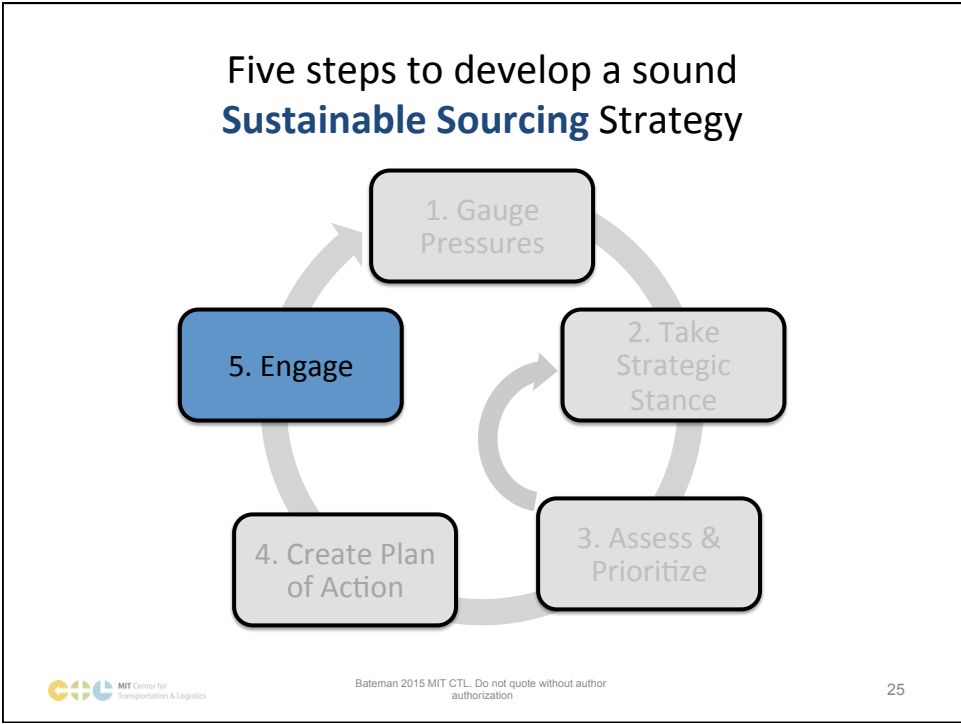 Five steps to develop a sound
Sustainable Sourcing Strategy
1. Gauge
Pressures
2. Take
Strategic
Stance
3. Assess &
Prioritize
4. Create Plan
of Action
5. Engage
MIT Center for
Transportation & Logistics
Bateman 2015 MIT CTL. Do not quote without author
authorization
25